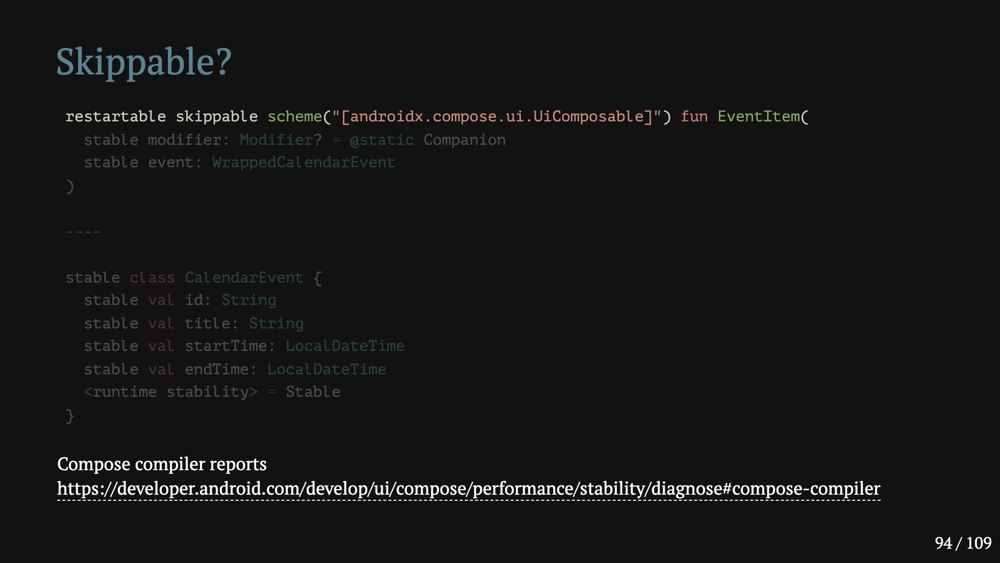 Skippable?
restartable skippable scheme("[androidx.compose.ui.UiComposable]") fun EventItem(
  stable modifier: Modifier? = @static Companion
  stable event: WrappedCalendarEvent
)
----
stable class CalendarEvent {
  stable val id: String
  stable val title: String
  stable val startTime: LocalDateTime
  stable val endTime: LocalDateTime
  <runtime stability> = Stable
}
Compose compiler reports
https://developer.android.com/develop/ui/compose/performance/stability/diagnose#compose-compiler
94 / 109